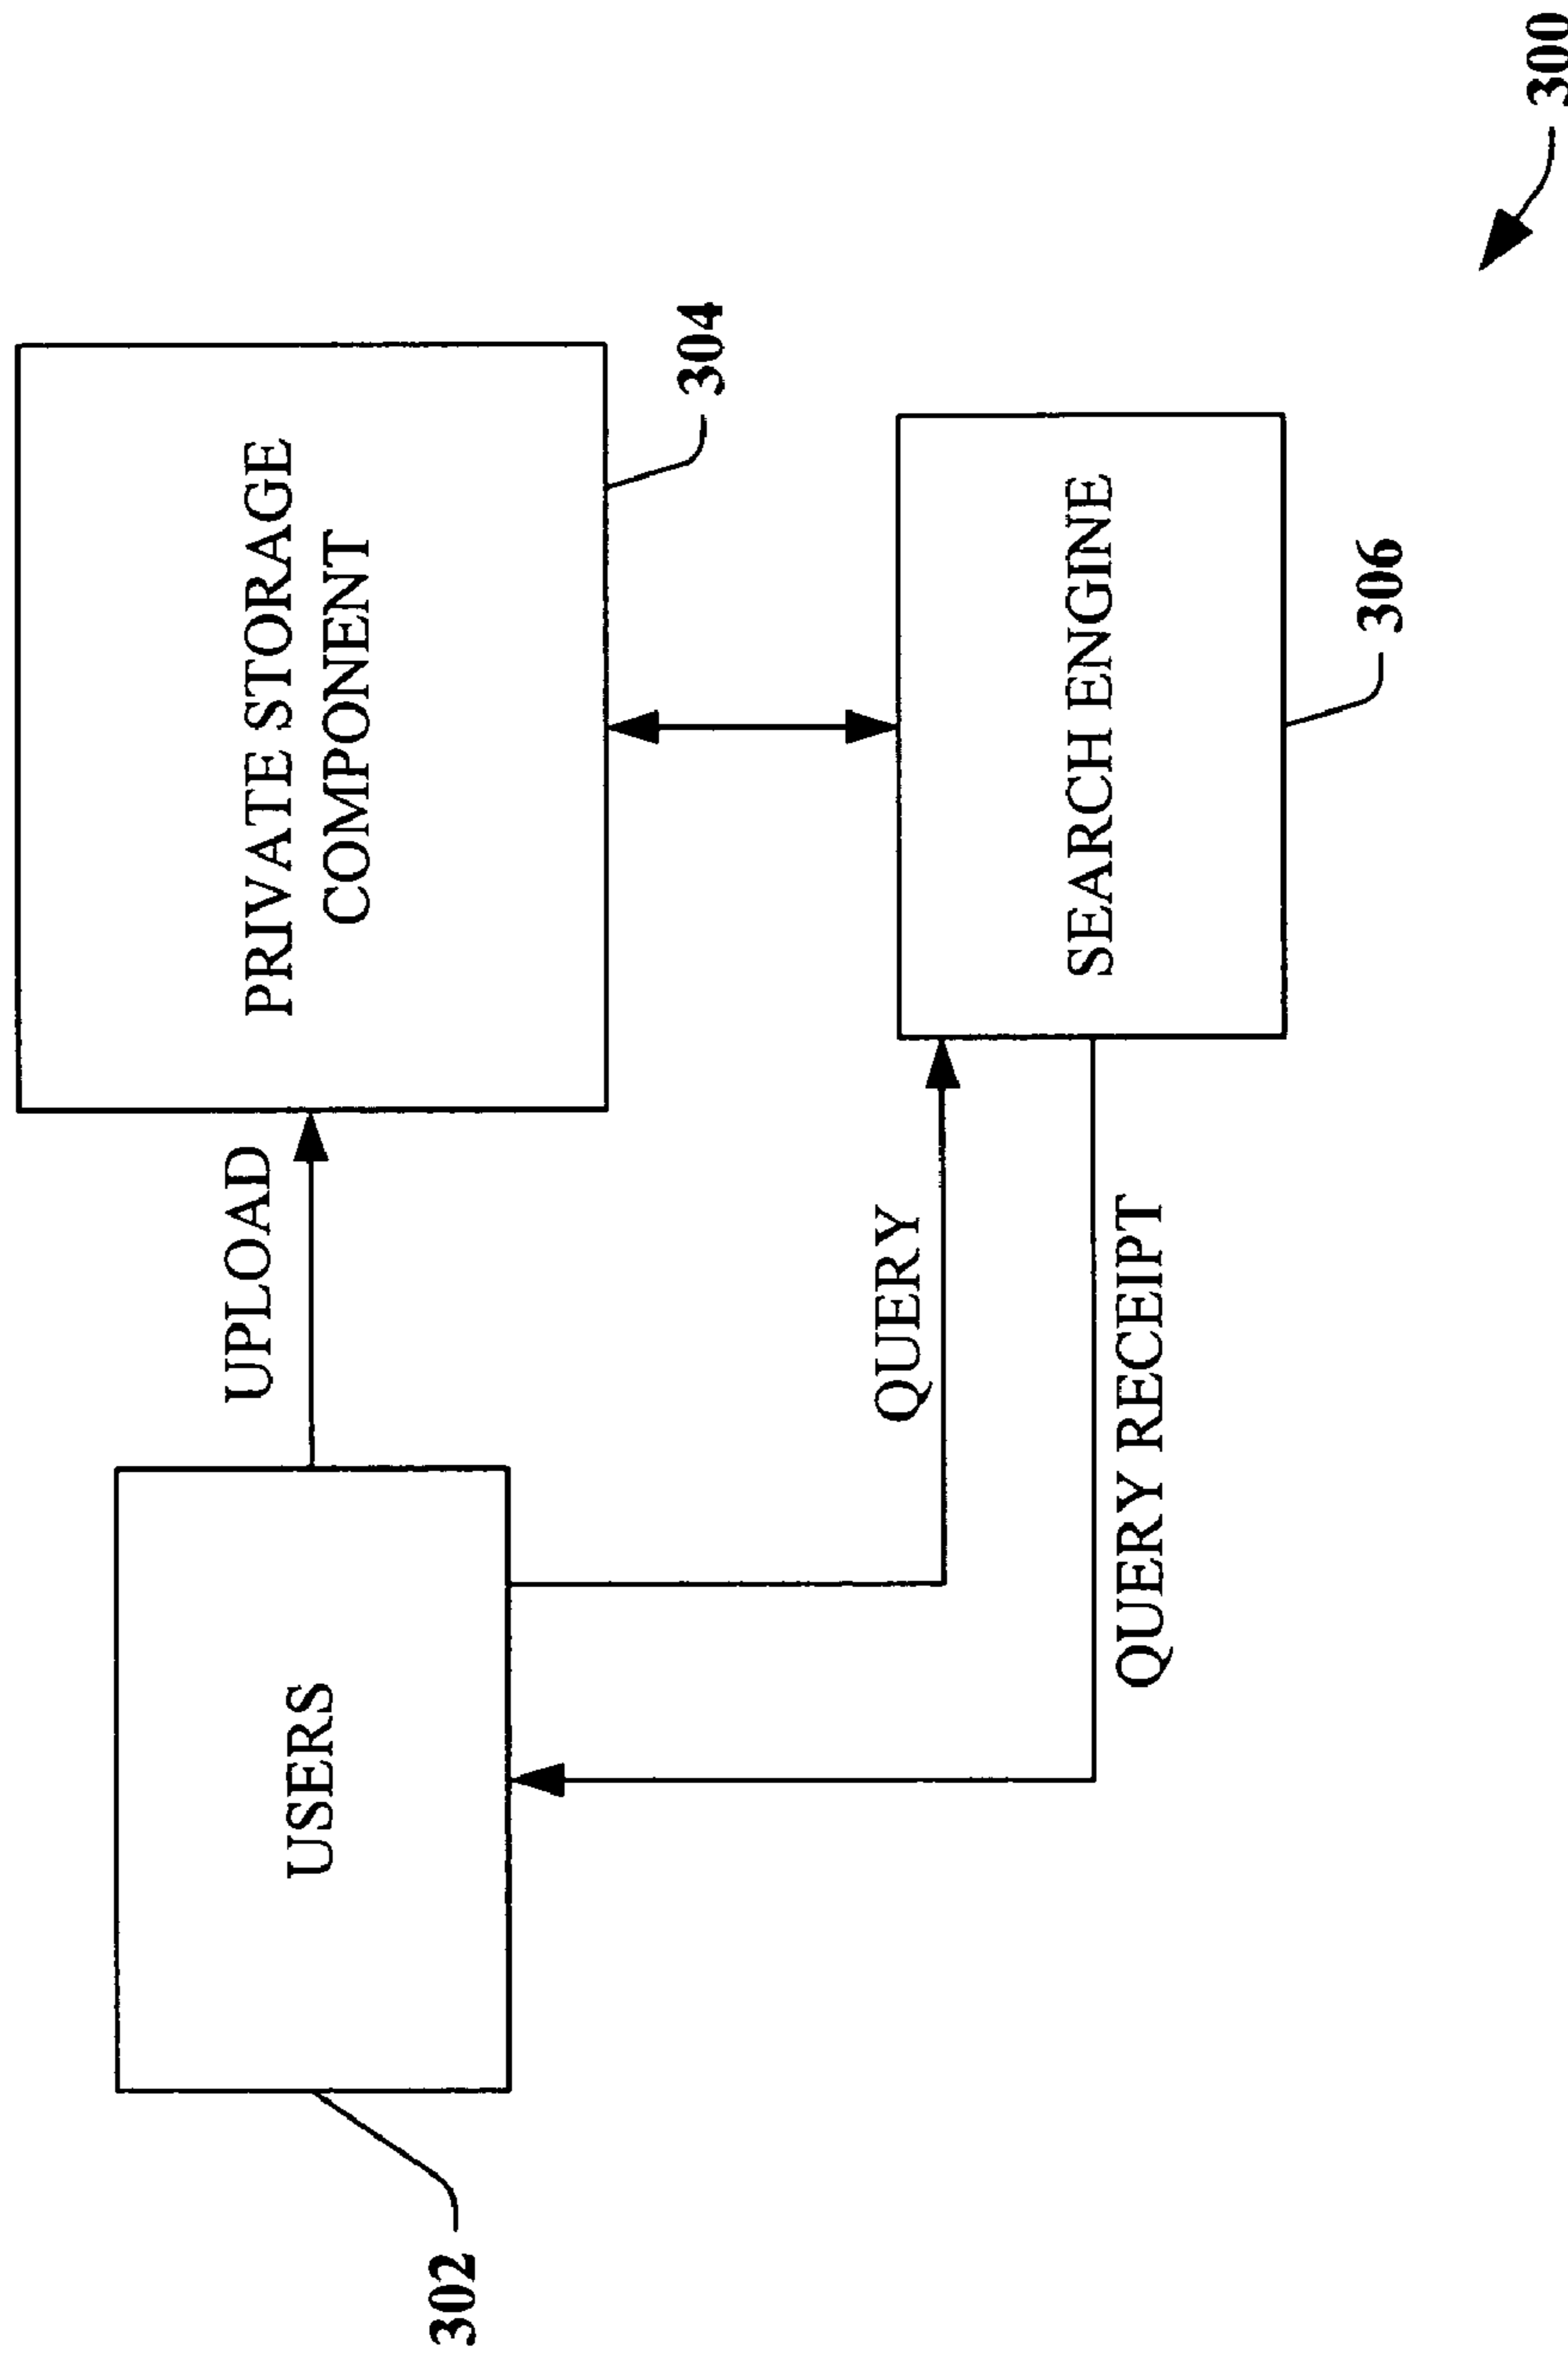 UPLOAD
PRIVATE STORAGE
COMPONENT
USERS
304
302
QUERY
SEARCH ENGINE
QUERY RECEIPT
306
300